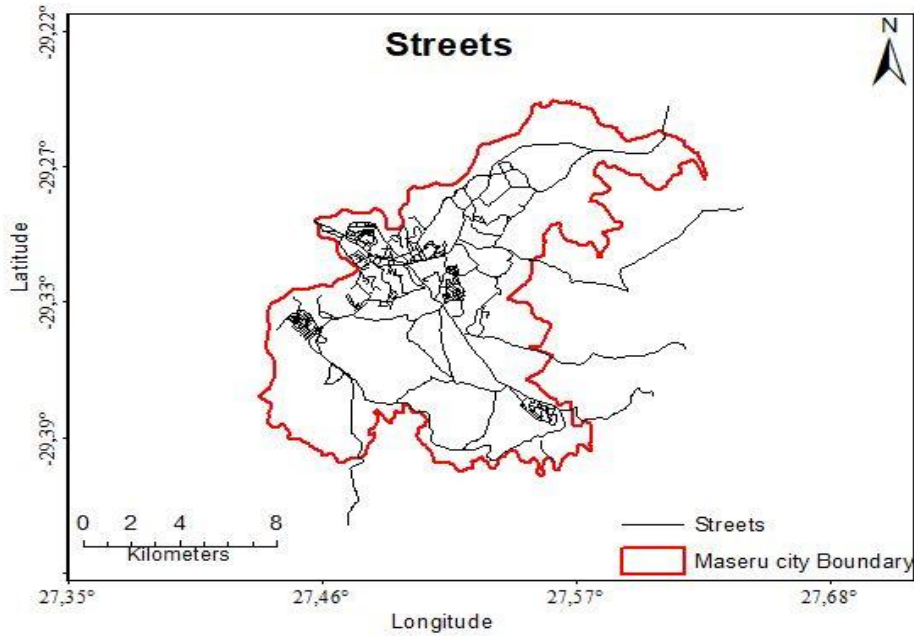 Streets
N
-29,22°
-29,27°
-29,33°
-29,39°
Latitude
0 2 4 8
Kilometers
Streets
Maseru city Boundary
27,35°
27,46°
27,57°
27,68°
Longitude